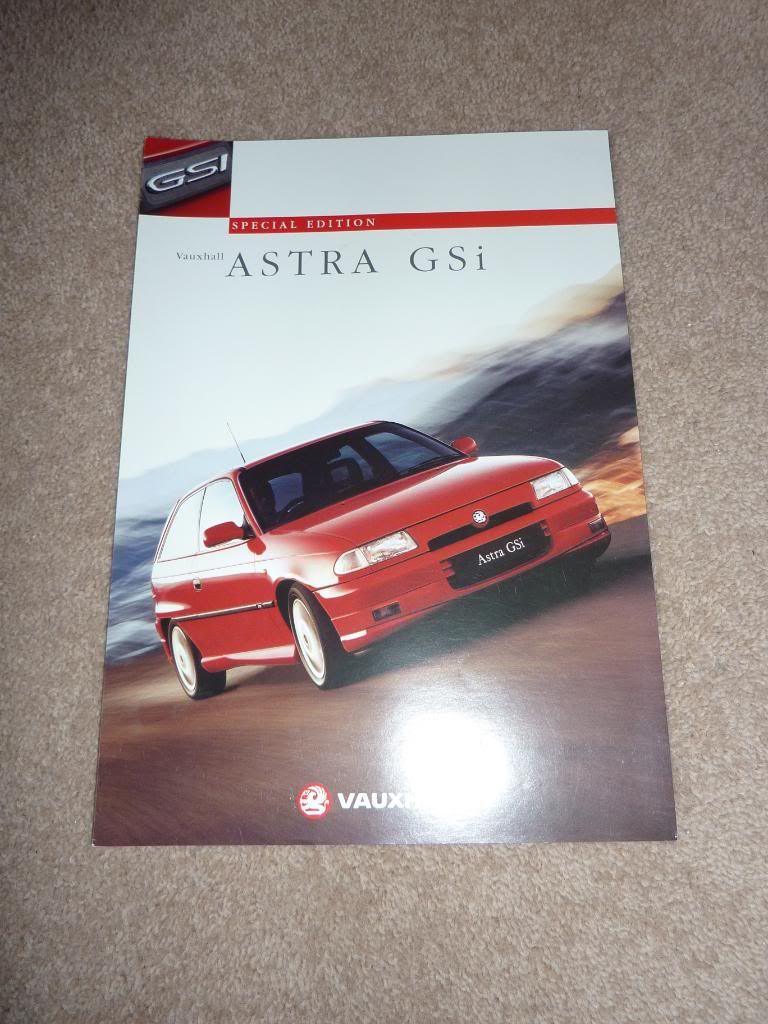 GSI
SPECIAL EDITION
Vauxhall ASTRA GSi
Astra GSi